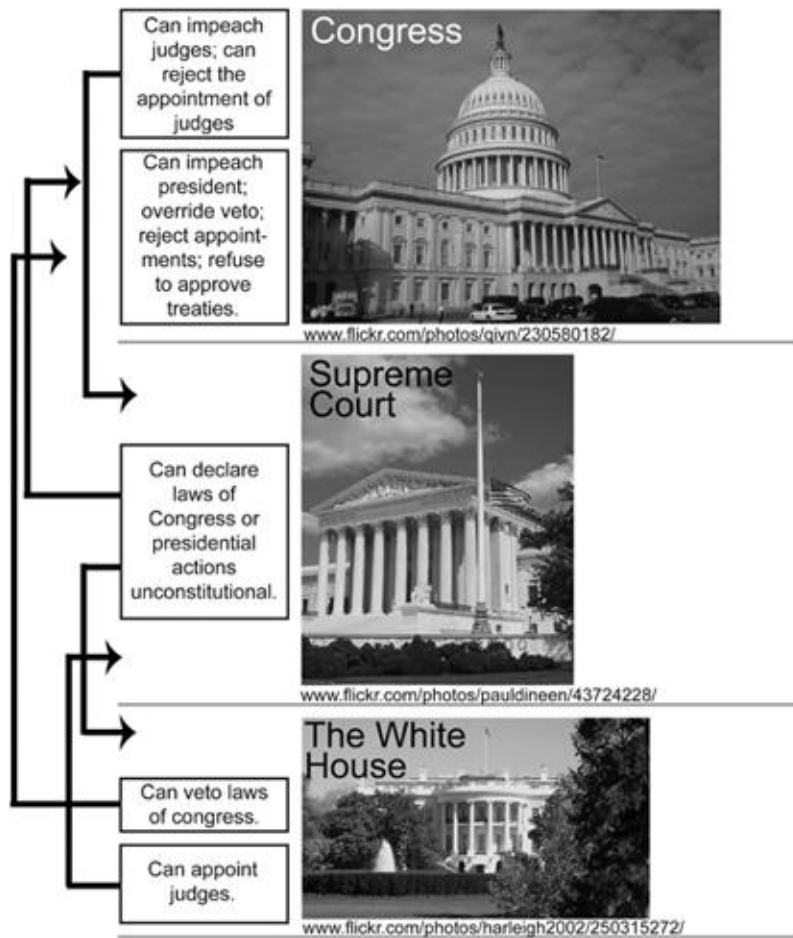 Can impeach
judges; can
reject the
appointment of
judges
Congress
Can impeach
president;
override veto;
reject appoint-
ments; refuse
to approve
treaties.
www.flickr.com/photos/qivn/230580182/
Supreme
Court
Can declare
laws of
Congress or
presidential
actions
unconstitutional.
www.flickr.com/photos/pauldineen/43724228/
The White
House
Can veto laws
of congress.
Can appoint
judges.
www.flickr.com/photos/harleigh2002/250315272/